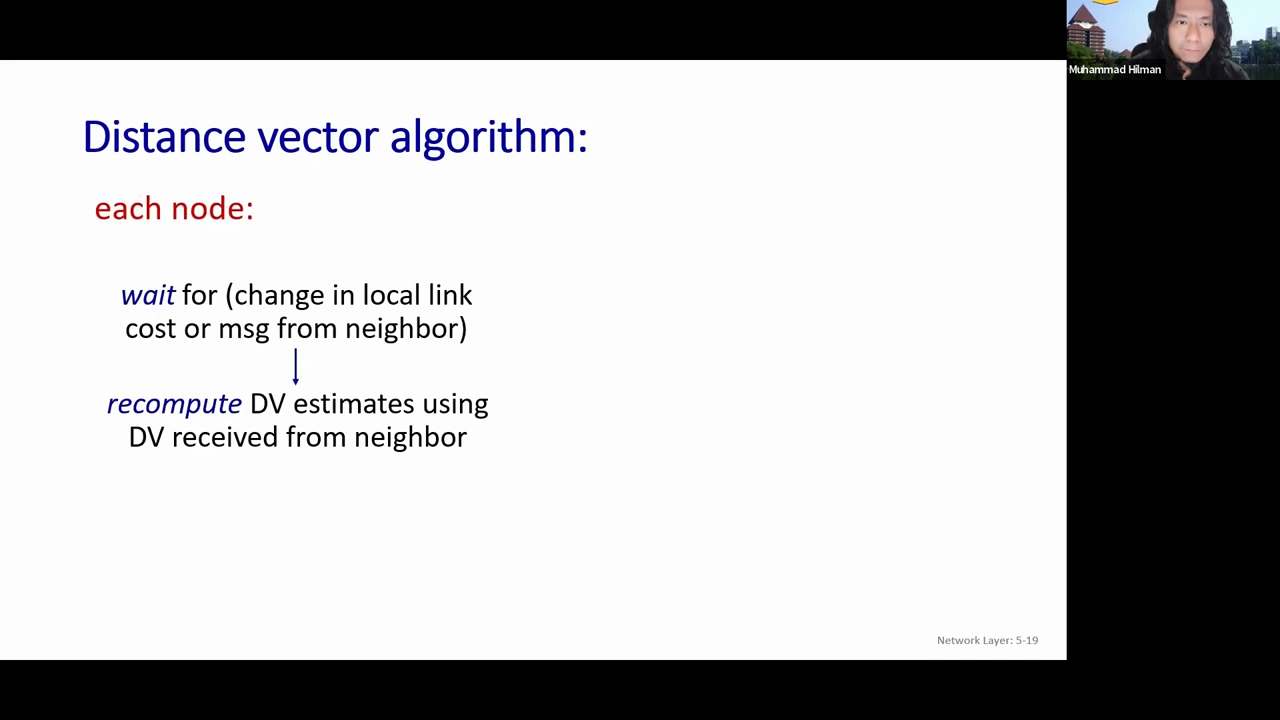 Muhammad Hilman
Distance vector algorithm:
each node:
wait for (change in local link
cost or msg from neighbor)
recompute DV estimates using
DV received from neighbor
Network Layer: 5-19